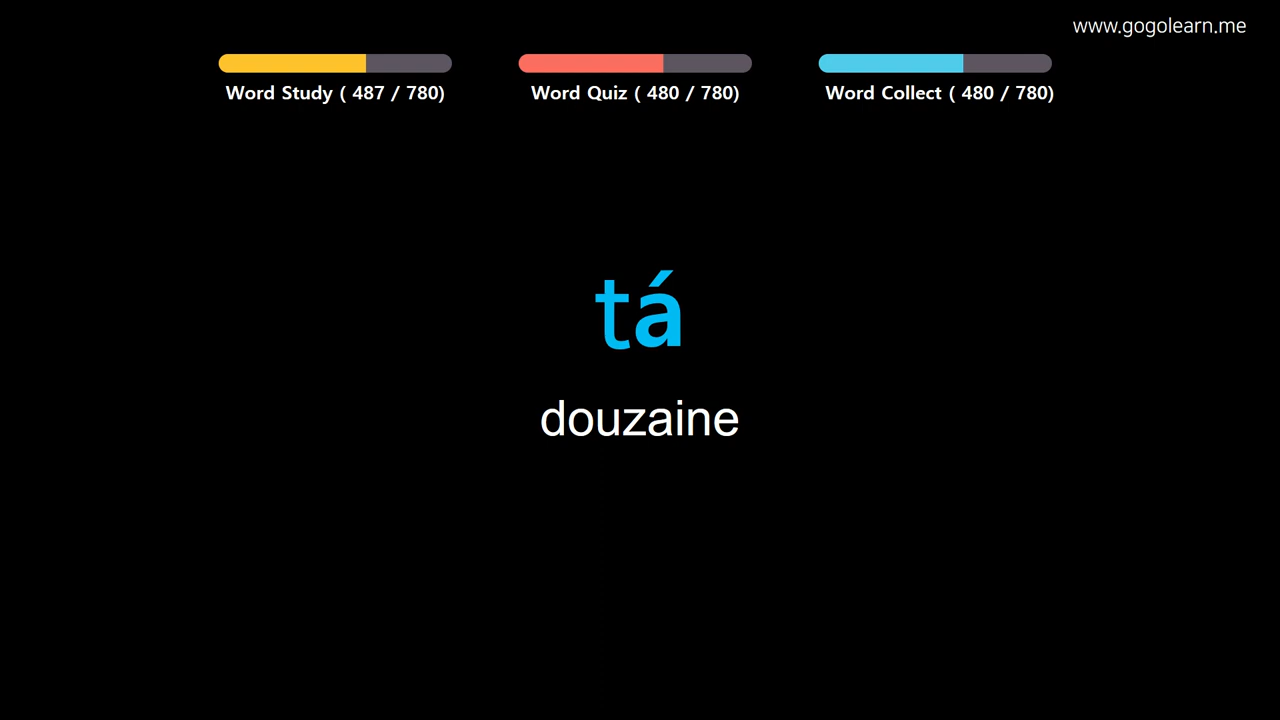 www.gogolearn.me
Word Study ( 487 / 780)
Word Quiz ( 480 / 780)
Word Collect ( 480 / 780)
tá
douzaine